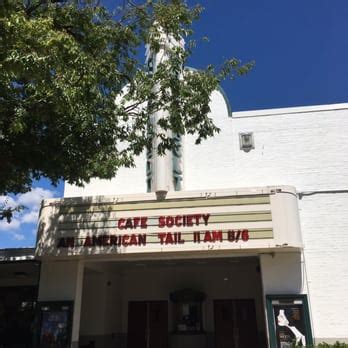 CAFE SOCIETY
AN AMERICAN TAIL 11 AM 8/6